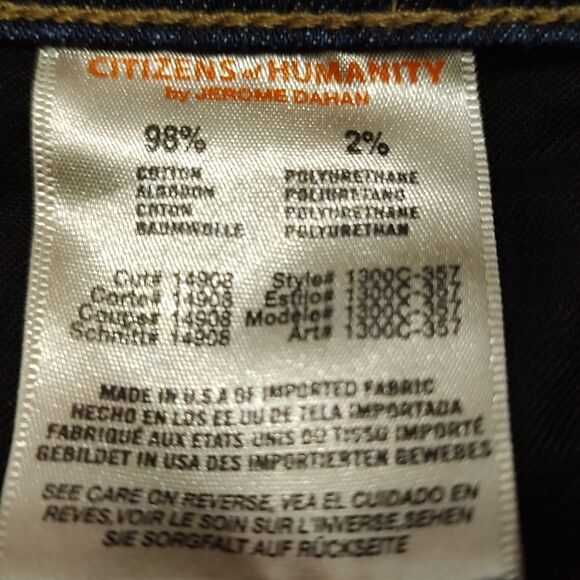 CITIZENS of HUMANITY
by JEROME DAHAN
98% 2%
COTTON POLYURETHANE
ALGODON POLIURETANO
COTON POLYURETHANE
BAUMWOLLE POLYURETHAN
Cut# 14908 Style# 1300C-357
Corte# 14908 Estilo# 1300C-357
Coupe# 14908 Modele# 1300C-357
Schnitt# 14908 Art# 1300C-357
MADE IN U.S.A OF IMPORTED FABRIC
HECHO EN LOS EE.UU DE TELA IMPORTADA
FABRIQUÉ AUX ETATS UNIS DU TISSU IMPORTÉ
GEBILDET IN USA DES IMPORTIERTEN GEWEBES
SEE CARE ON REVERSE, VEA EL CUIDADO EN
REVES, VOIR LE SOIN SUR L'INVERSE, SEHEN
SIE SORGFALT AUF RÜCKSEITE